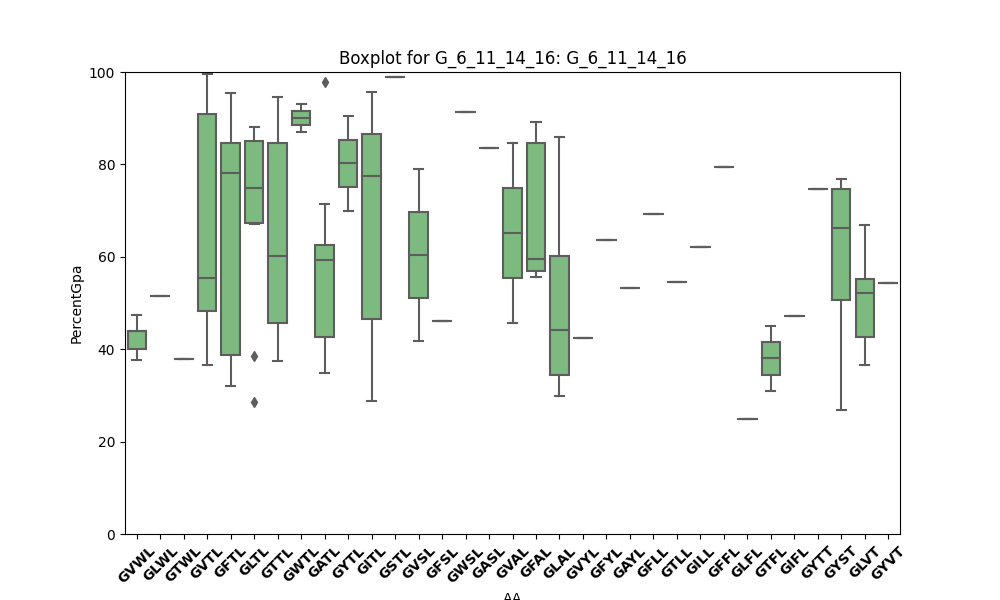 Boxplot for G_6_11_14_16: G_6_11_14_16
100
80
60
40
20
0
PercentGpa
GVWL GLWL GTWL GVTL GFTL GLTL GTTL GWTL GATL GYTL GITL GSTL GVSL GFSL GWSL GASL GVAL GFAL GLAL GVYL GFYL GAYL GFLL GTLL GILL GFFL GLFL GTFL GIFL GYTT GYST GLVT GYVT
AA